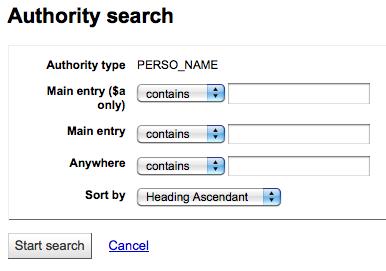 Authority search
Authority type PERSO_NAME
Main entry ($a contains
only)
Main entry contains
Anywhere contains
Sort by Heading Ascendant
Start search Cancel